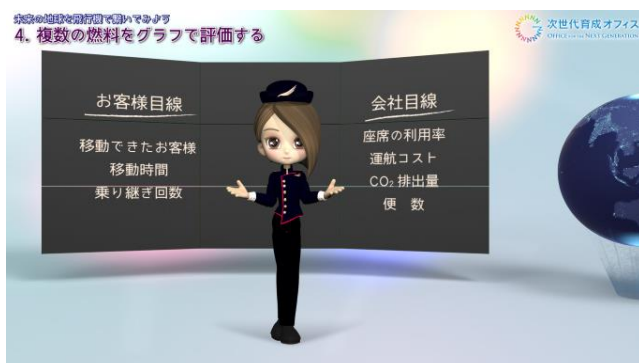 未来の地球を飛行機で繋いでみよう
4. 複数の燃料をグラフで評価する
次世代育成オフィス
OFFICE FOR THE NEXT GENERATION
お客様目線
移動できたお客様
移動時間
乗り継ぎ回数
会社目線
座席の利用率
運航コスト
CO₂ 排出量
便 数